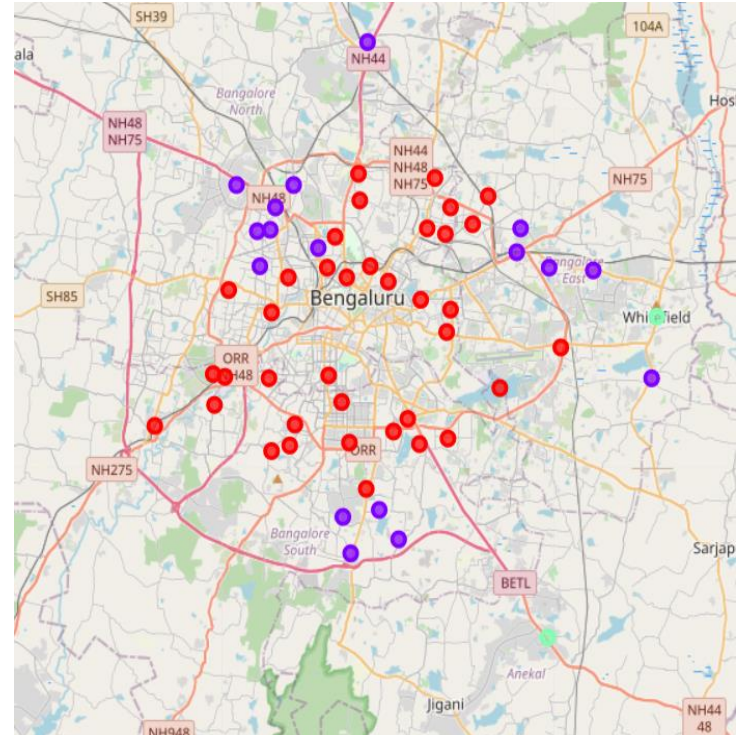 SH39
104A
ala
NH44
Bangalore
North
Hos
NH48
NH75
NH44
NH48
NH75
NH75
NH48
Bangalore
East
SH85
Bengaluru
Whitefield
ORR
NH48
ORR
NH275
Bangalore
South
Sarjap
BETL
Anekal
Jigani
NH44
48
NH948